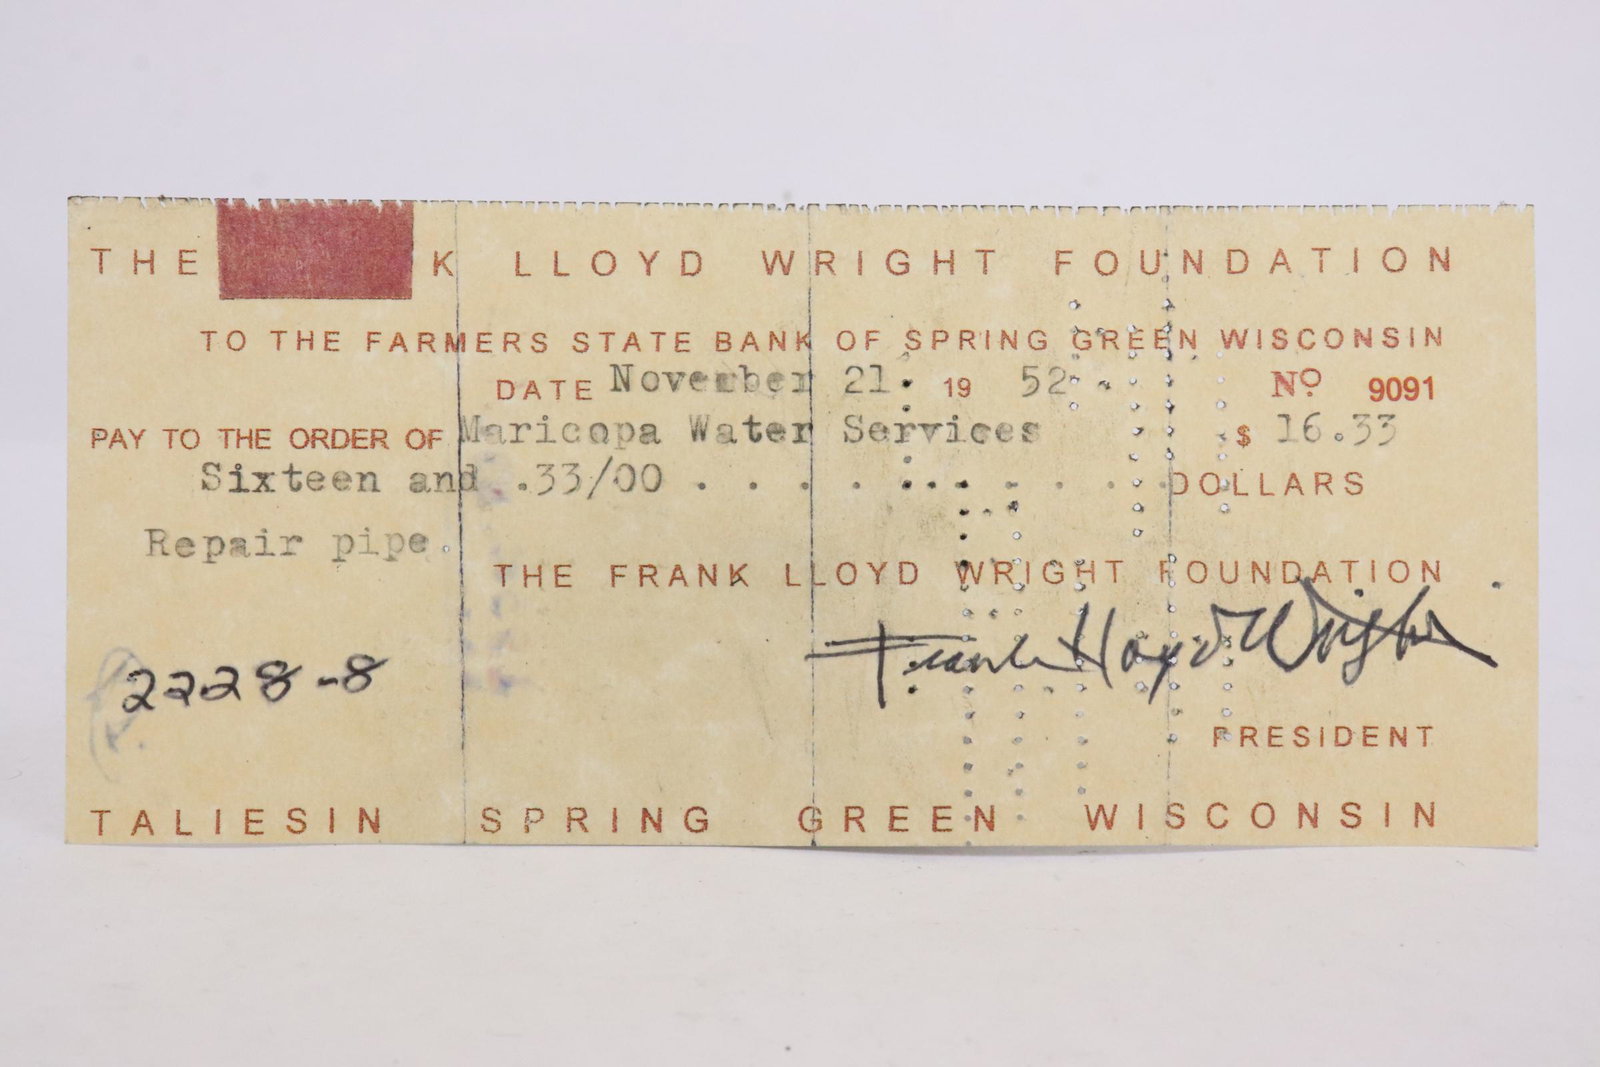 THE K LLOYD WRIGHT FOUNDATION
TO THE FARMERS STATE BANK OF SPRING GREEN WISCONSIN
DATE November 21. 19 52 Nº 9091
PAY TO THE ORDER OF Maricopa Water Services $ 16.33
Sixteen and .33/00 . . . . . . . . . . DOLLARS
Repair pipe.
THE FRANK LLOYD WRIGHT FOUNDATION
Frank Lloyd Wright
2228-8
PRESIDENT
TALIESIN SPRING GREEN WISCONSIN